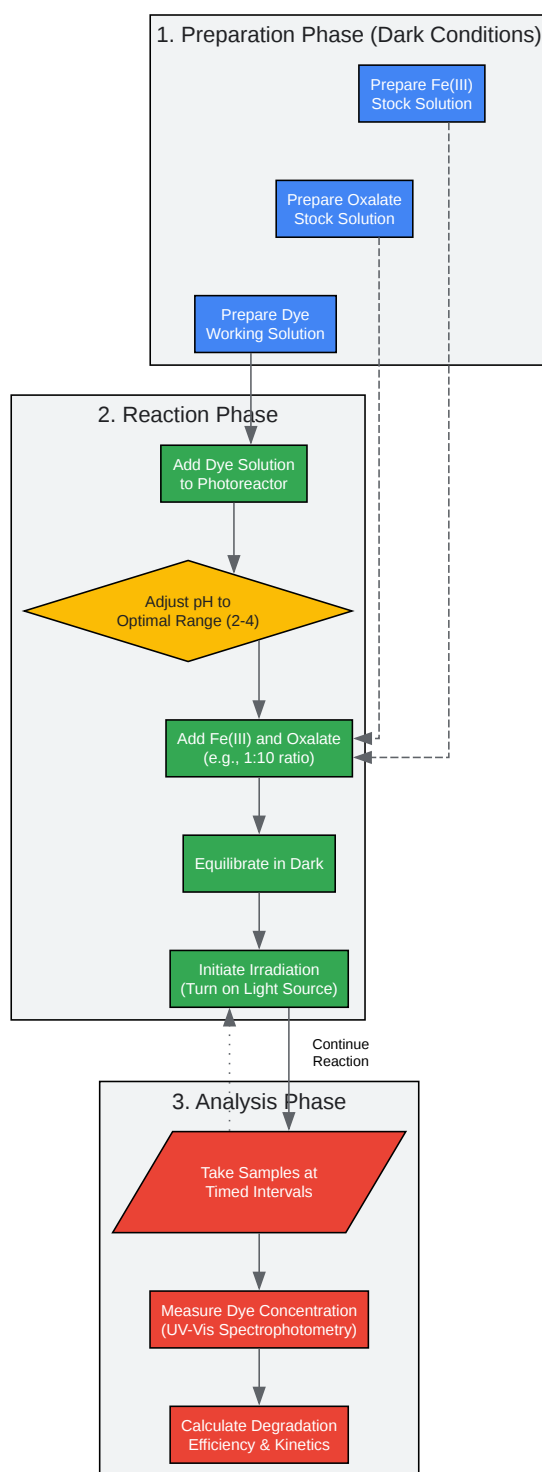 1. Preparation Phase (Dark Conditions)
Prepare Fe(III)
Stock Solution
Prepare Oxalate
Stock Solution
Prepare Dye
Working Solution
2. Reaction Phase
Add Dye Solution
to Photoreactor
Adjust pH to
Optimal Range (2-4)
Add Fe(III) and Oxalate
(e.g., 1:10 ratio)
Equilibrate in Dark
Initiate Irradiation
(Turn on Light Source)
Continue
Reaction
3. Analysis Phase
Take Samples at
Timed Intervals
Measure Dye Concentration
(UV-Vis Spectrophotometry)
Calculate Degradation
Efficiency & Kinetics